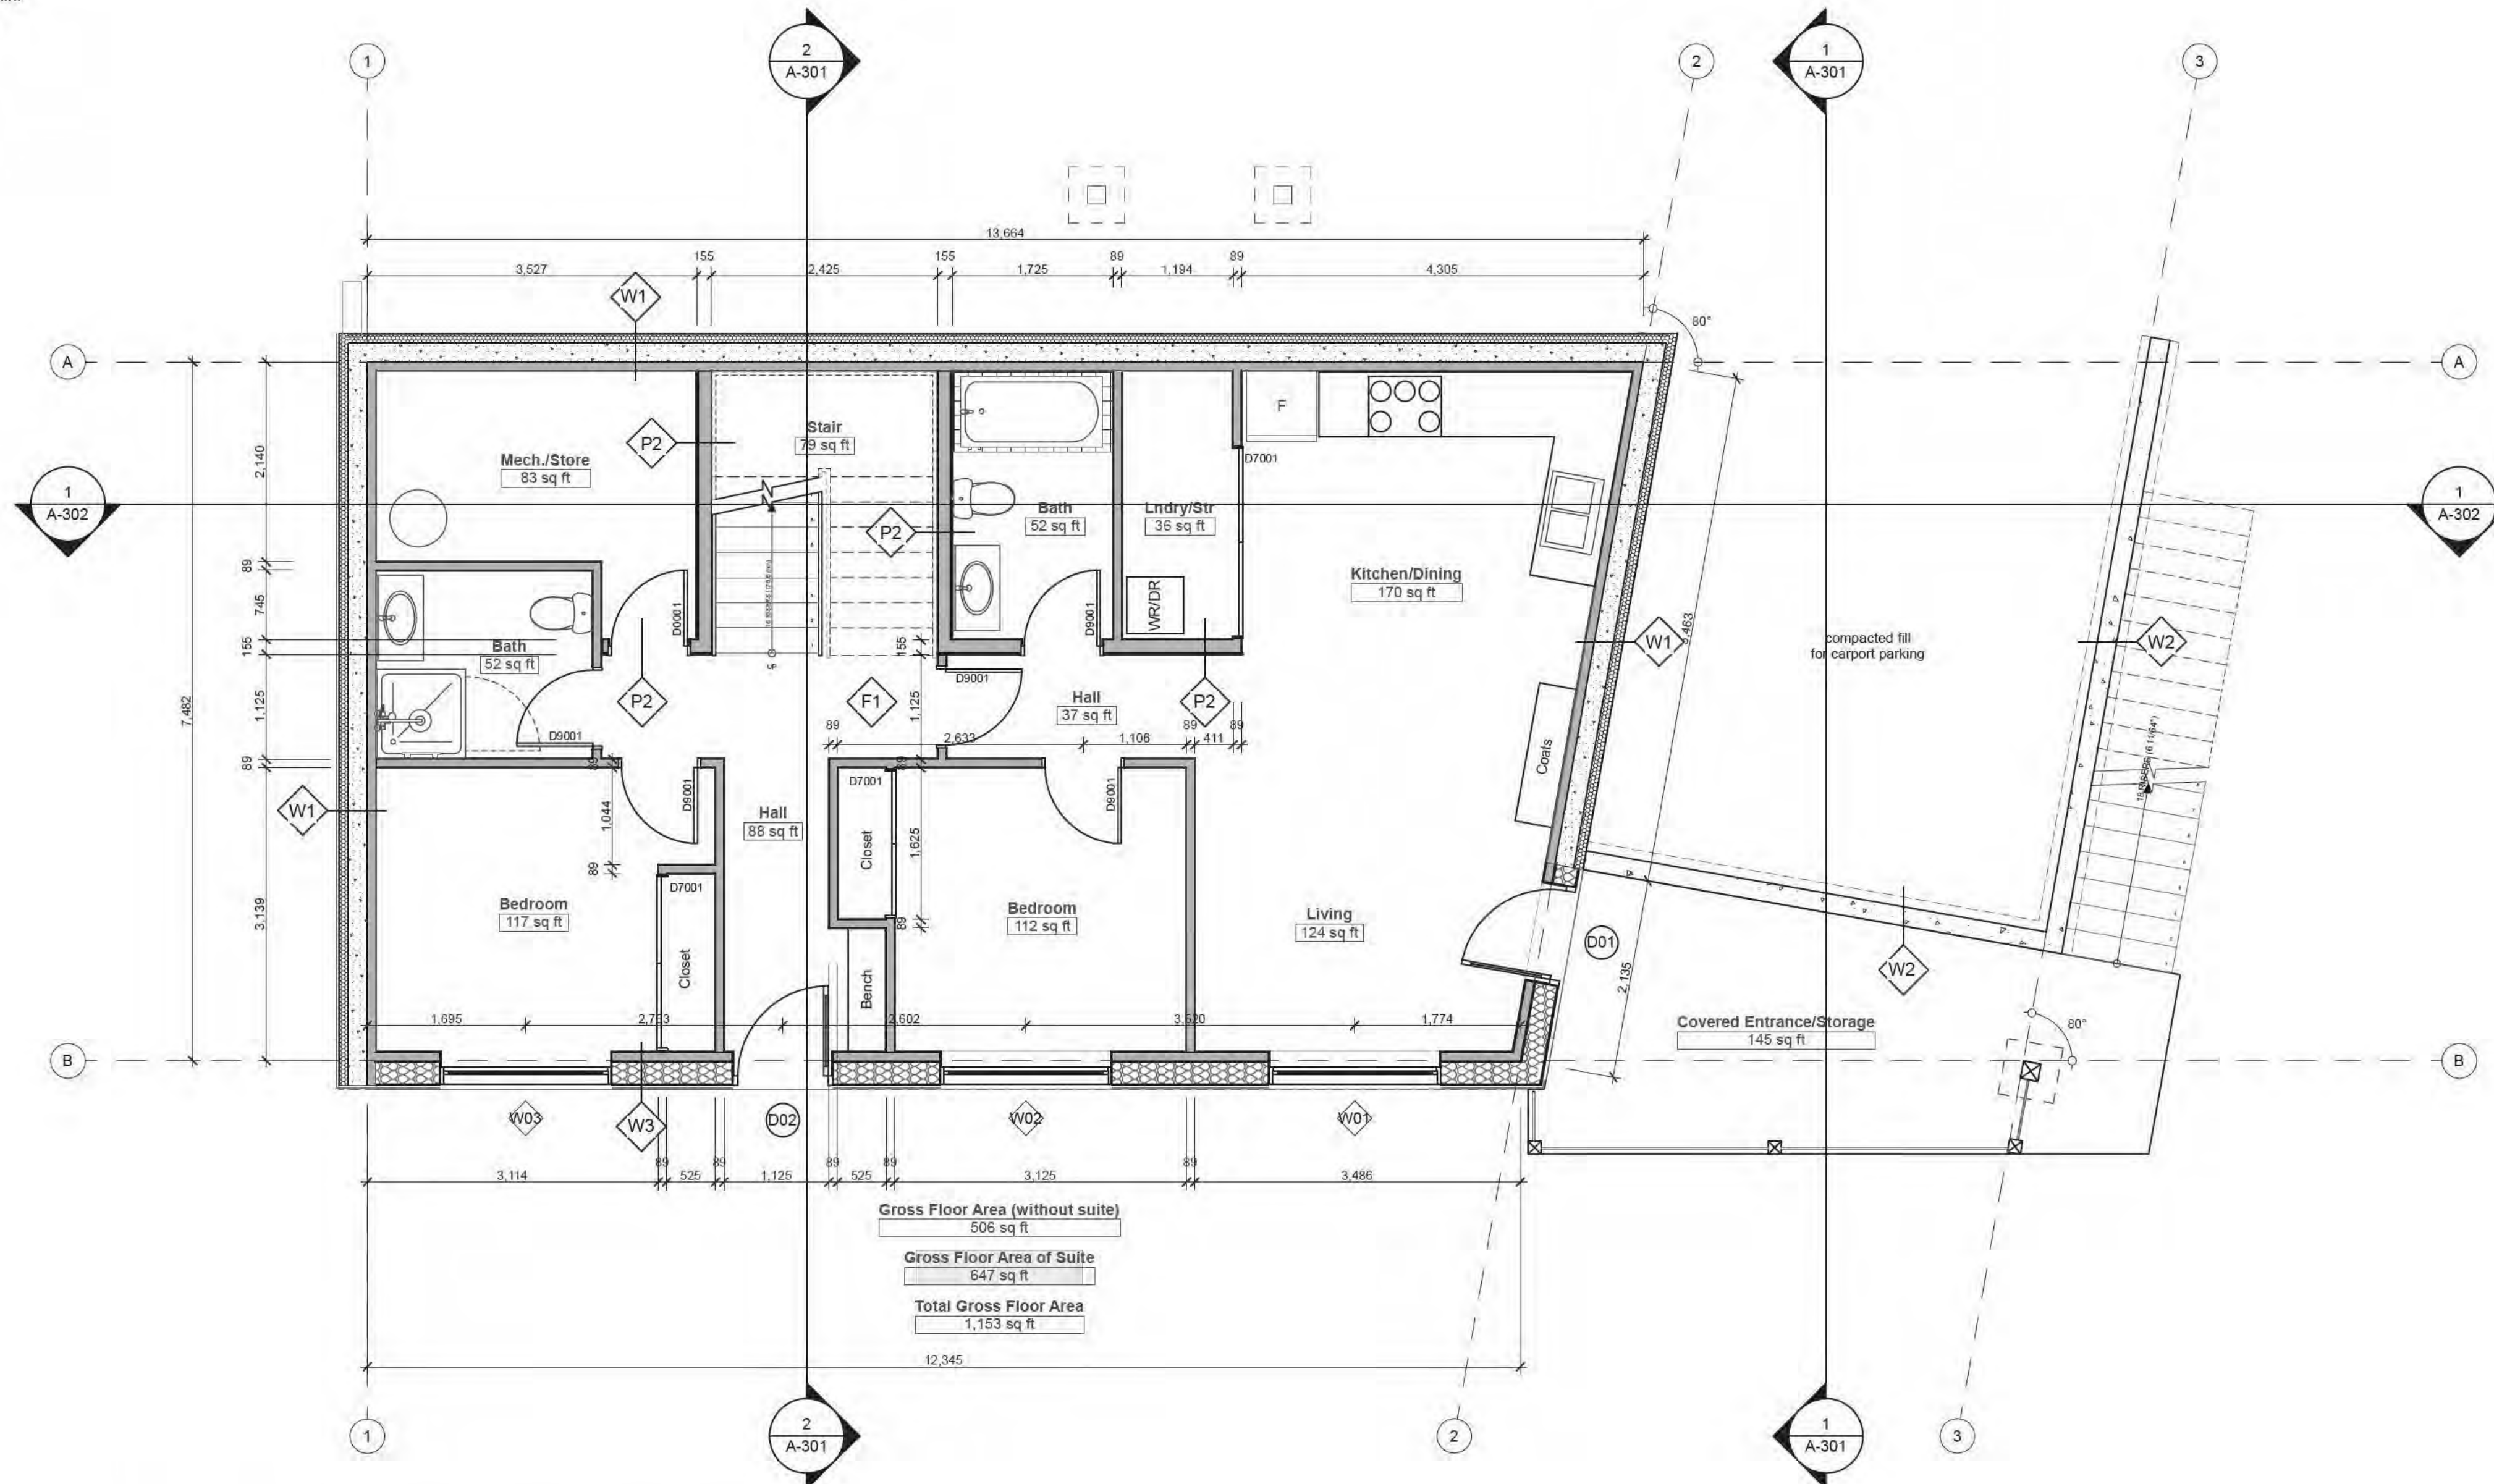 2
A-301
1
A-301
1
2
3
13,664
155
155
89
89
3,527
2,425
1,725
1,194
4,305
W1
80°
A
A
Stair
79 sq ft
F
P2
Mech./Store
83 sq ft
D7001
2,140
1
A-302
1
A-302
Bath
52 sq ft
Lndry/Str
36 sq ft
P2
Kitchen/Dining
170 sq ft
89
745
155
1,125
89
7,482
3,139
WR/DR
D0001
D9001
Bath
52 sq ft
UP
155
W1
5,463
compacted fill
for carport parking
W2
D9001
P2
F1
1,125
Hall
37 sq ft
P2
D9001
89
2,633
1,106
89
411
89
Coats
89
89
D7001
D9001
D9001
W1
1,044
Hall
88 sq ft
Closet
1,625
89
D7001
Bedroom
117 sq ft
Bedroom
112 sq ft
Living
124 sq ft
89
D01
Closet
Bench
W2
2,135
1,695
2,753
2,602
3,520
1,774
Covered Entrance/Storage
145 sq ft
80°
B
B
W03
W3
D02
W02
W01
89
89
89
89
89
3,114
525
1,125
525
3,125
3,486
Gross Floor Area (without suite)
506 sq ft
Gross Floor Area of Suite
647 sq ft
Total Gross Floor Area
1,153 sq ft
12,345
1
2
A-301
2
1
A-301
3